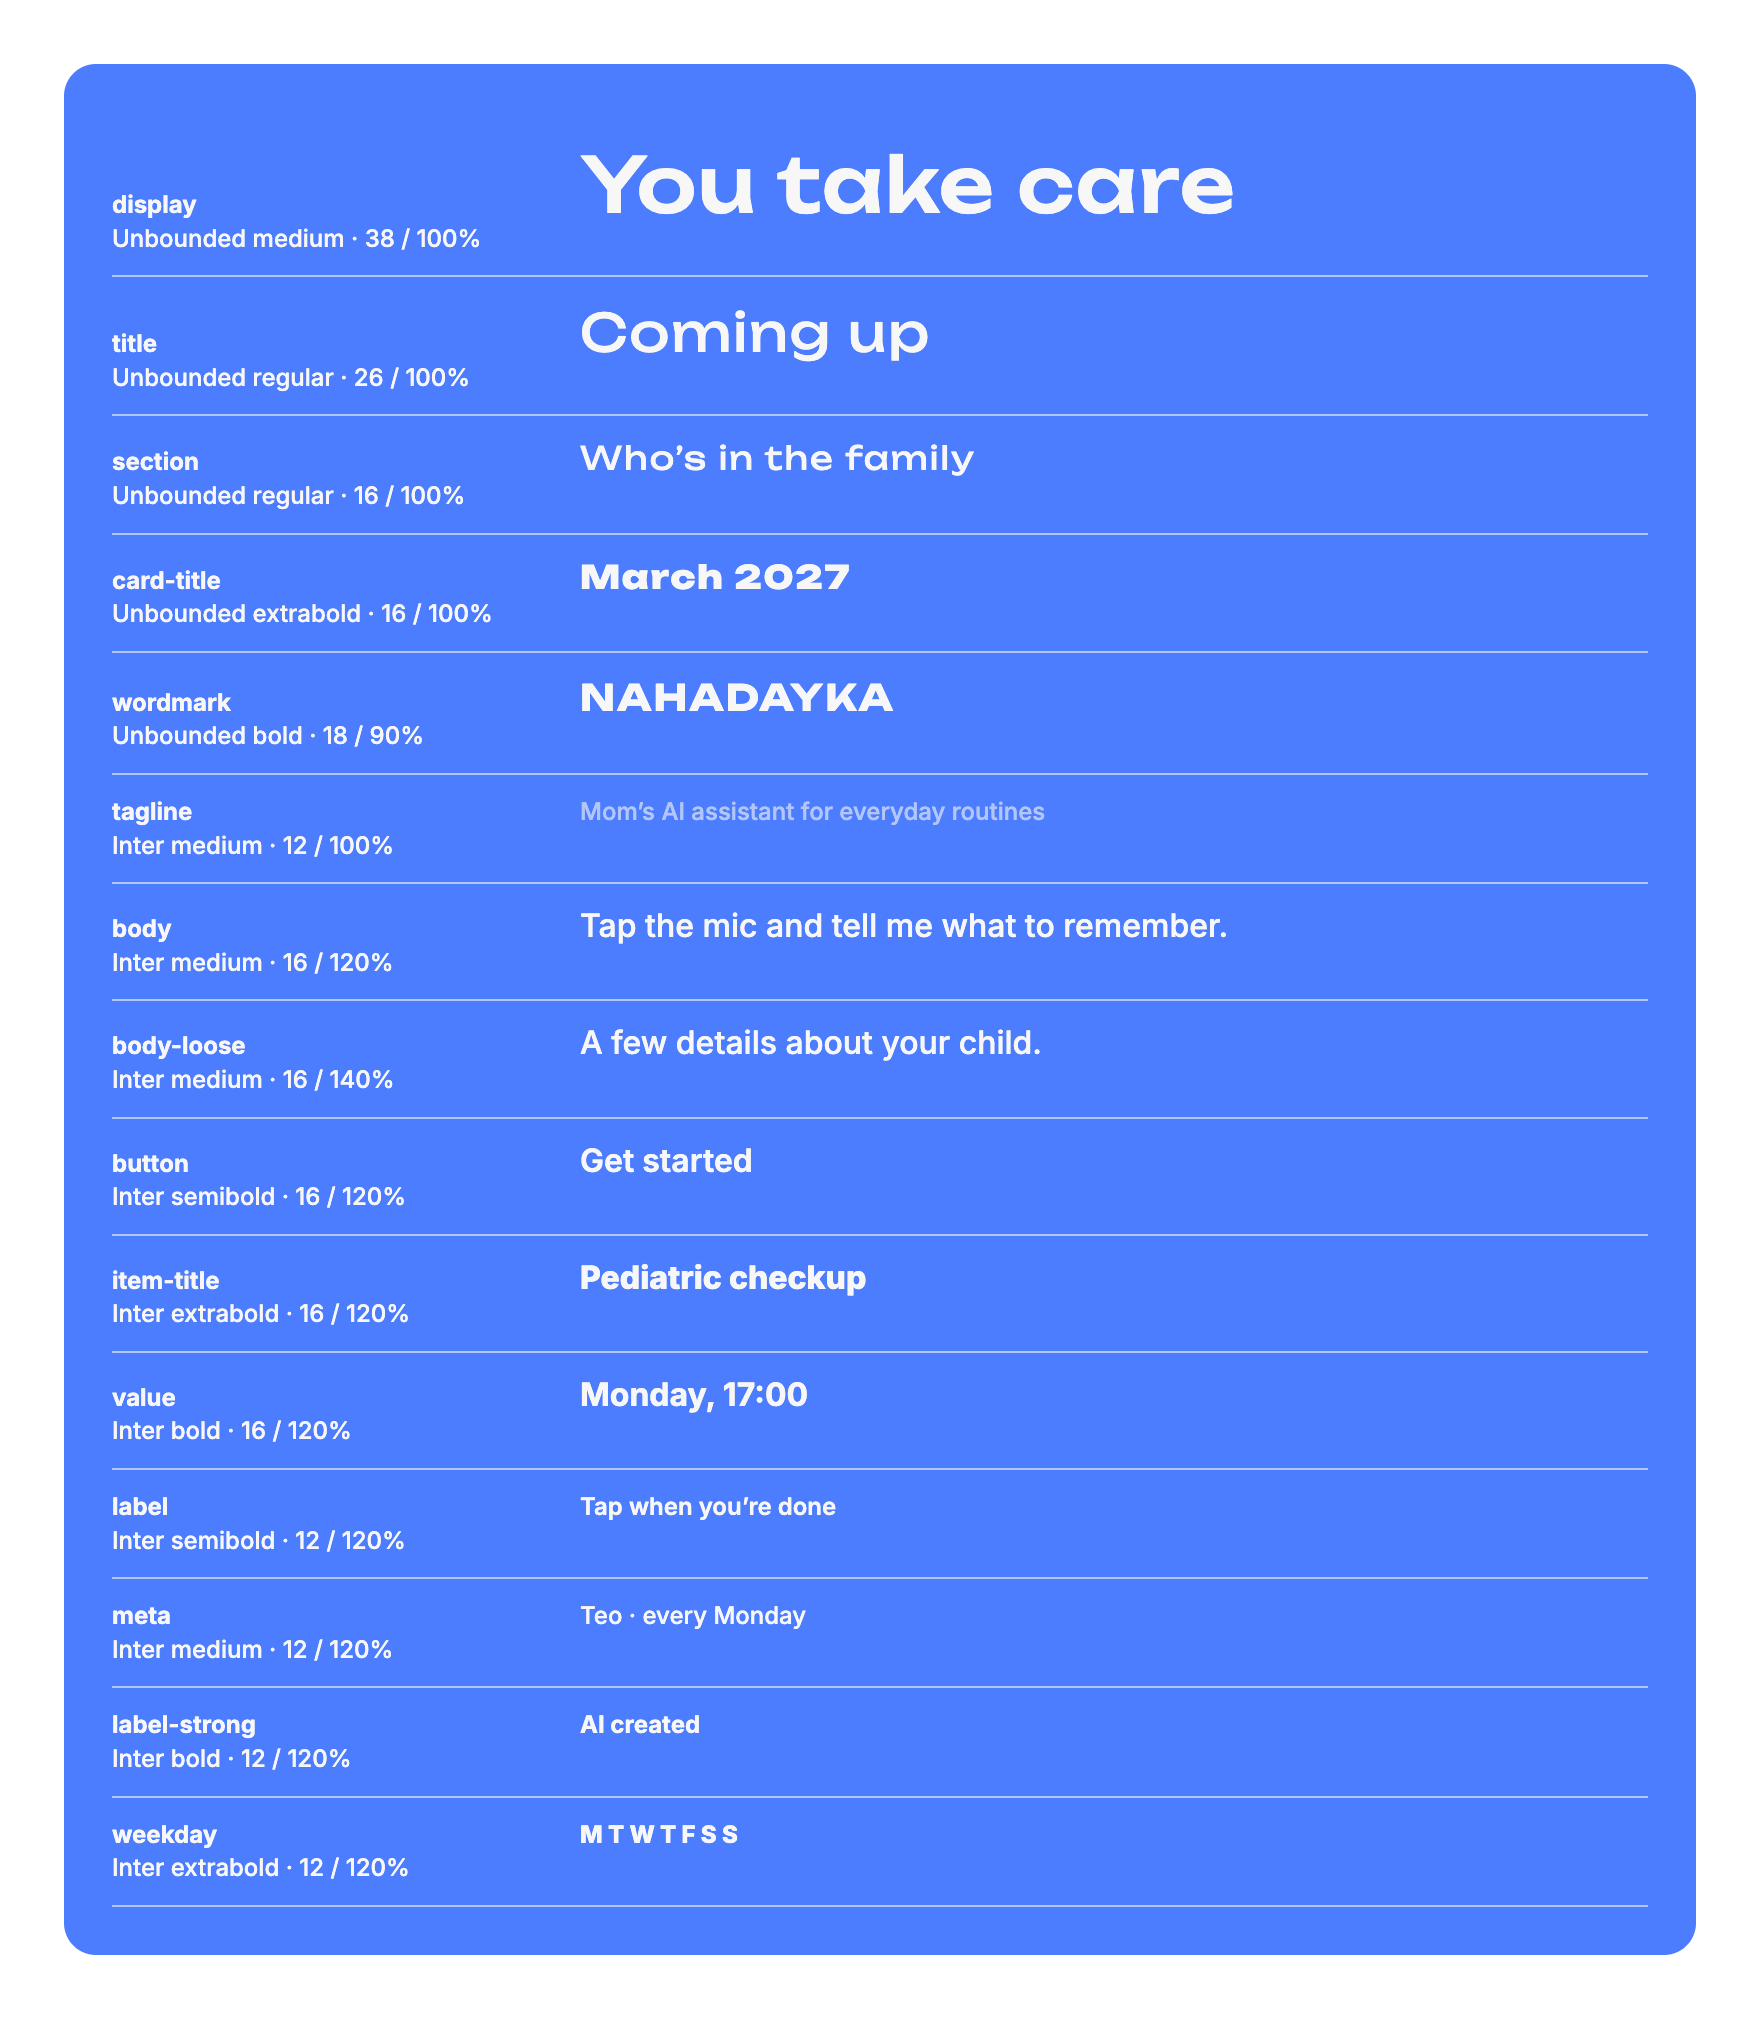 display
Unbounded medium · 38 / 100%
You take care
title
Unbounded regular · 26 / 100%
Coming up
section
Unbounded regular · 16 / 100%
Who’s in the family
card-title
Unbounded extrabold · 16 / 100%
March 2027
wordmark
Unbounded bold · 18 / 90%
NAHADAYKA
tagline
Inter medium · 12 / 100%
Mom’s AI assistant for everyday routines
body
Inter medium · 16 / 120%
Tap the mic and tell me what to remember.
body-loose
Inter medium · 16 / 140%
A few details about your child.
button
Inter semibold · 16 / 120%
Get started
item-title
Inter extrabold · 16 / 120%
Pediatric checkup
value
Inter bold · 16 / 120%
Monday, 17:00
label
Inter semibold · 12 / 120%
Tap when you’re done
meta
Inter medium · 12 / 120%
Teo · every Monday
label-strong
Inter bold · 12 / 120%
AI created
weekday
Inter extrabold · 12 / 120%
M T W T F S S